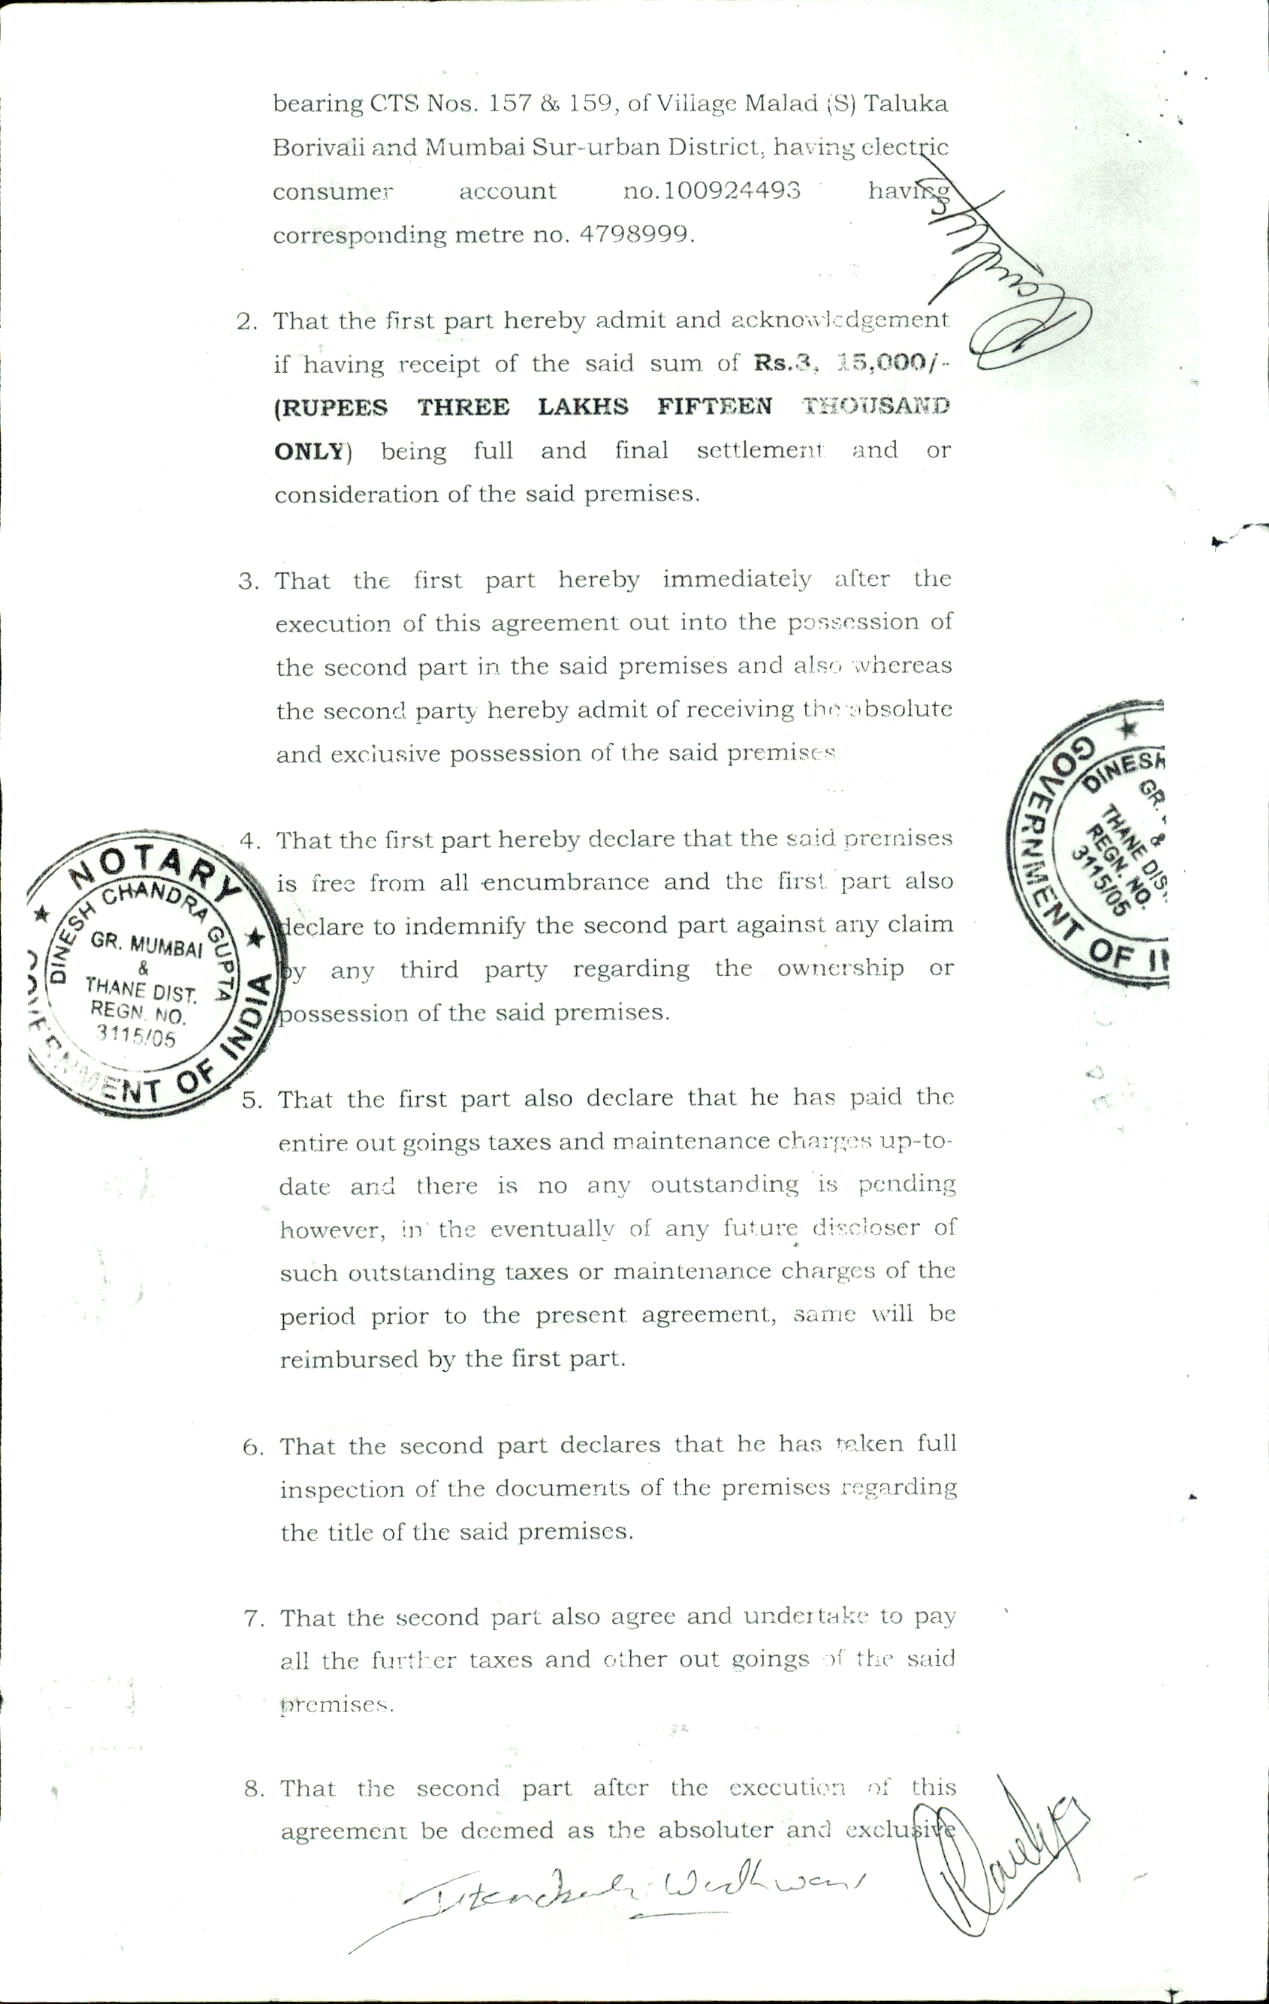 bearing CTS Nos. 157 & 159, of Village Malad (S) Taluka
Borivali and Mumbai Sur-urban District, having electric
consumer account no.100924493 having
corresponding metre no. 4798999.
2. That the first part hereby admit and acknowledgement
if having receipt of the said sum of Rs.3, 15,000/-
(RUPEES THREE LAKHS FIFTEEN THOUSAND
ONLY) being full and final settlement and or
consideration of the said premises.
3. That the first part hereby immediately after the
execution of this agreement out into the possession of
the second part in the said premises and also whereas
the second party hereby admit of receiving the absolute
and exclusive possession of the said premises
4. That the first part hereby declare that the said premises
is free from all encumbrance and the first part also
declare to indemnify the second part against any claim
by any third party regarding the ownership or
possession of the said premises.
5. That the first part also declare that he has paid the
entire out goings taxes and maintenance charges up-to-
date and there is no any outstanding is pending
however, in the eventually of any future discloser of
such outstanding taxes or maintenance charges of the
period prior to the present agreement, same will be
reimbursed by the first part.
6. That the second part declares that he has taken full
inspection of the documents of the premises regarding
the title of the said premises.
7. That the second part also agree and undertake to pay
all the further taxes and other out goings of the said
premises.
8. That the second part after the execution of this
agreement be deemed as the absoluter and exclusive
NOTARY
DINESH CHANDRA GUPTA
GR. MUMBAI
&
THANE DIST.
REGN. NO.
3115/05
GOVERNMENT OF INDIA
DINESH
GR.
&
THANE DIS
REGN. NO.
3115/05
GOVERNMENT OF